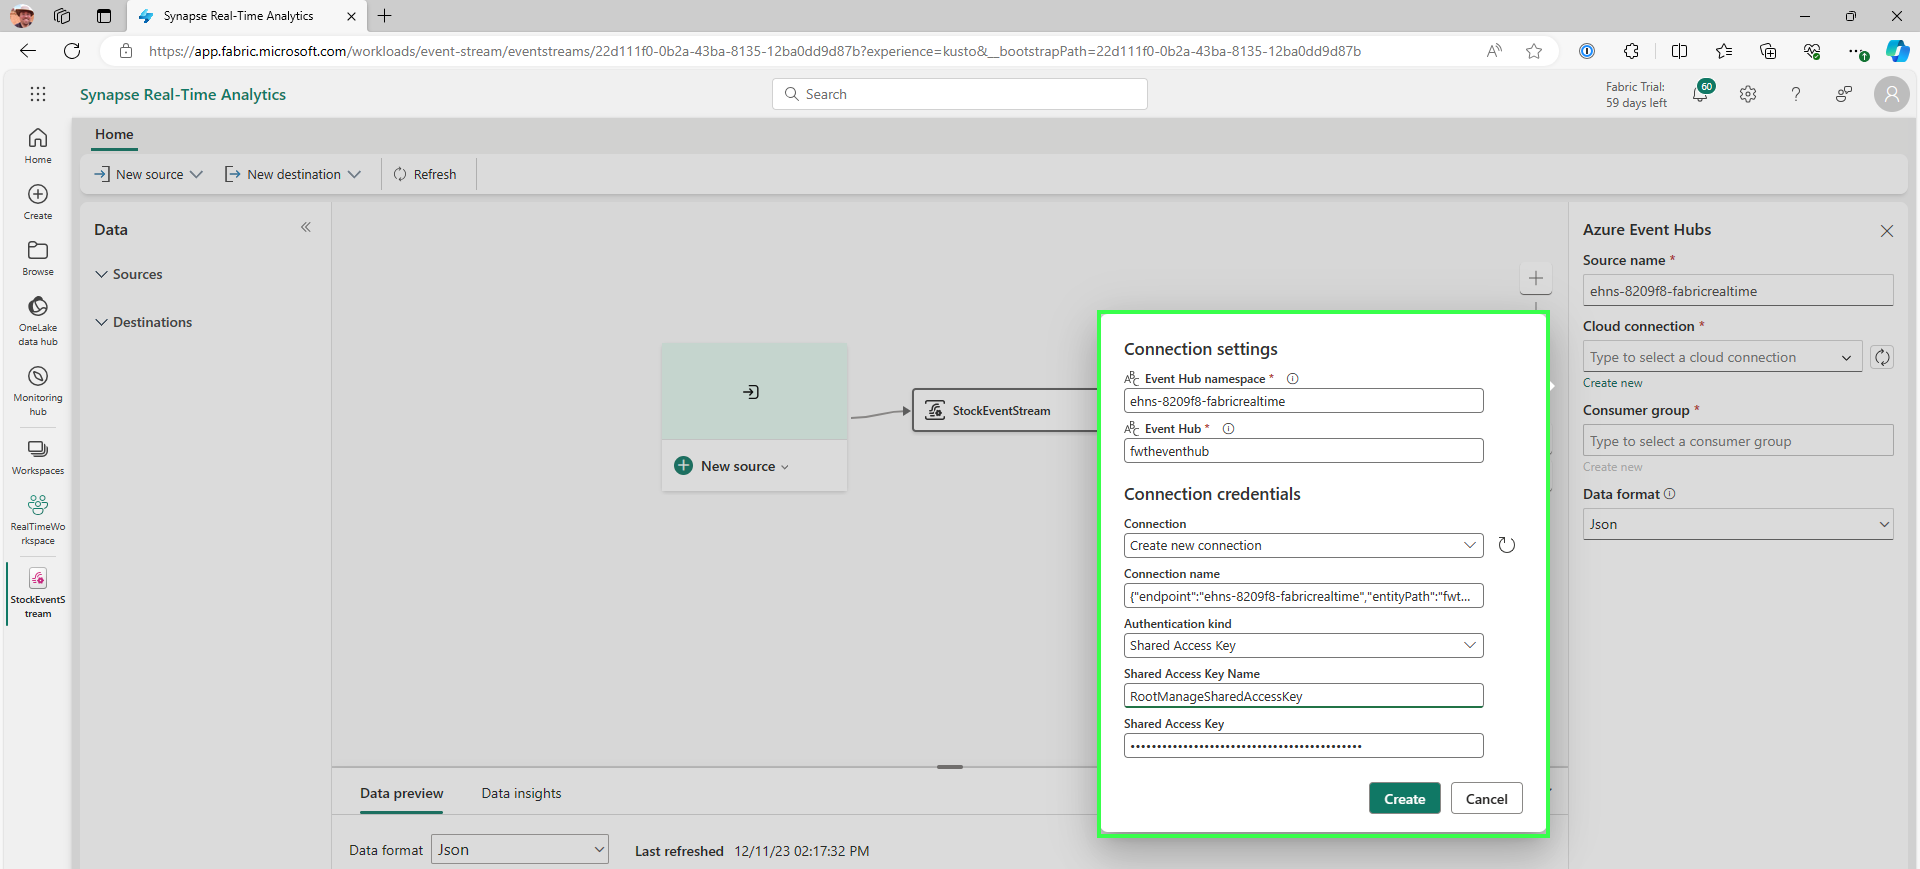 Synapse Real-Time Analytics
https://app.fabric.microsoft.com/workloads/event-stream/eventstreams/22d111f0-0b2a-43ba-8135-12ba0dd9d87b?experience=kusto&__bootstrapPath=22d111f0-0b2a-43ba-8135-12ba0dd9d87b
Synapse Real-Time Analytics
Search
Fabric Trial:
59 days left
60
Home
Create
Browse
OneLake
data hub
Monitoring
hub
Workspaces
RealTimeWo
rkspace
StockEventS
tream
Home
New source
New destination
Refresh
Data
Sources
Destinations
New source
StockEventStream
Connection settings
Event Hub namespace *
ehns-8209f8-fabricrealtime
Event Hub *
fwtheventhub
Connection credentials
Connection
Create new connection
Connection name
{"endpoint":"ehns-8209f8-fabricrealtime","entityPath":"fwt...
Authentication kind
Shared Access Key
Shared Access Key Name
RootManageSharedAccessKey
Shared Access Key
Create
Cancel
Azure Event Hubs
Source name *
ehns-8209f8-fabricrealtime
Cloud connection *
Type to select a cloud connection
Create new
Consumer group *
Type to select a consumer group
Create new
Data format
Json
Data preview
Data insights
Data format
Json
Last refreshed 12/11/23 02:17:32 PM